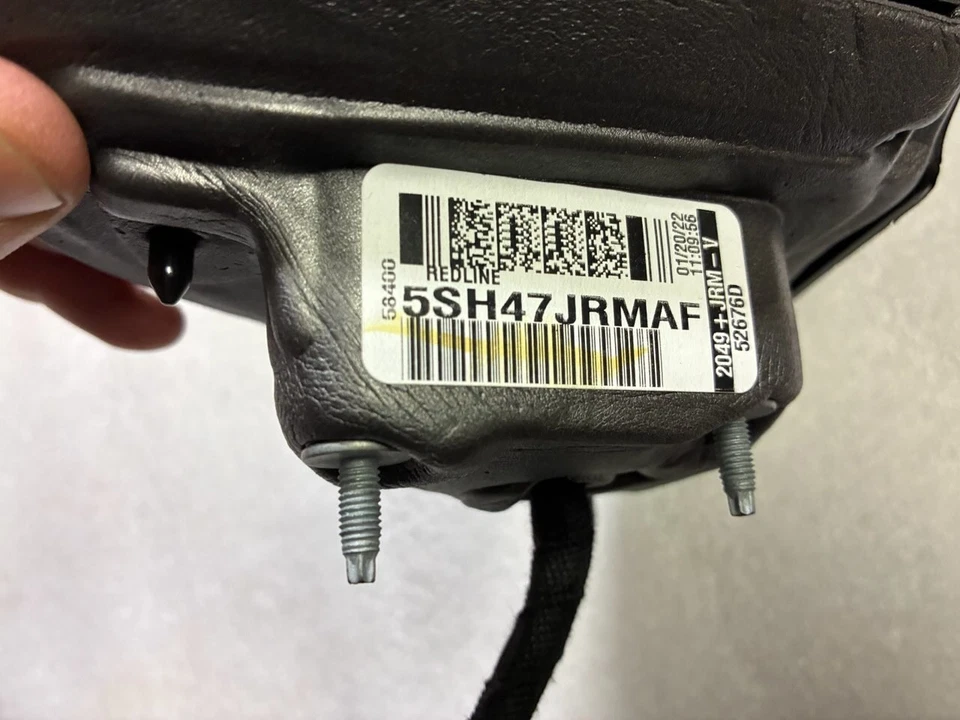 58400
REDLINE
5SH47JRMAF
01/20/22
11:09:56
2049+JRM-V
52676D